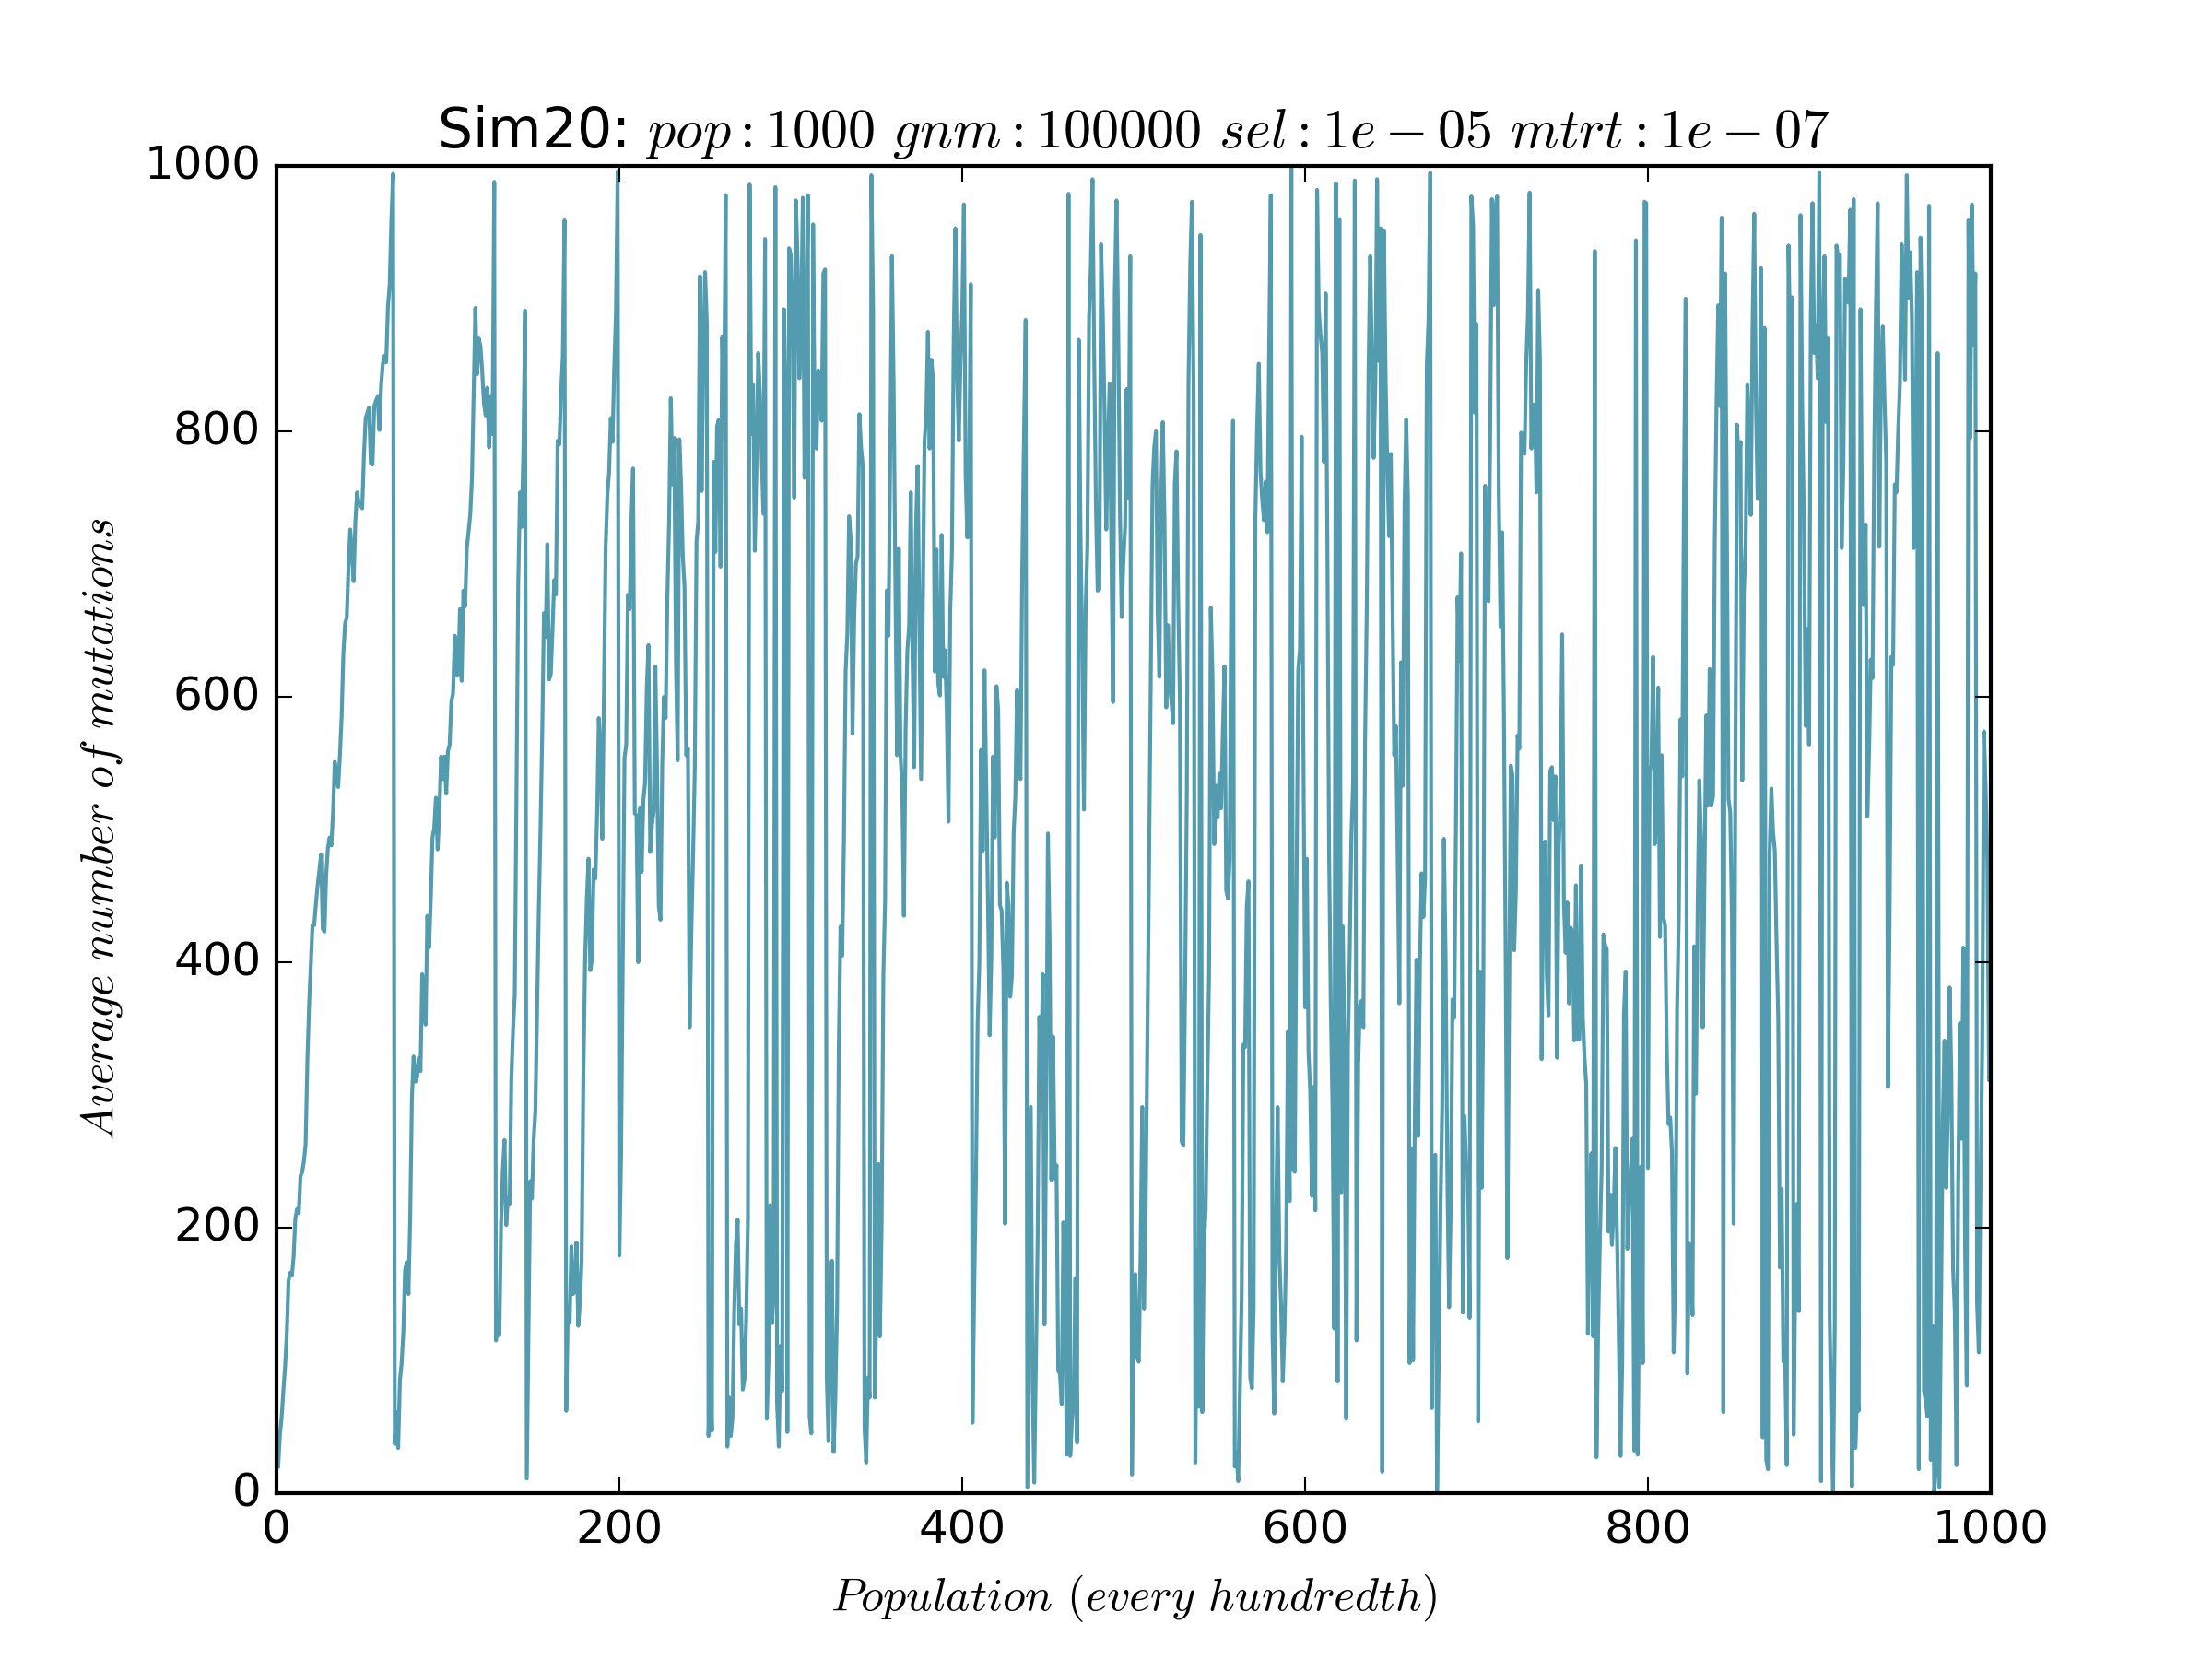 Sim20: pop : 1000 gnm : 100000 sel : 1e − 05 mtrt : 1e − 07
1000
800
600
400
200
0
Average number of mutations
0 200 400 600 800 1000
Population (every hundredth)